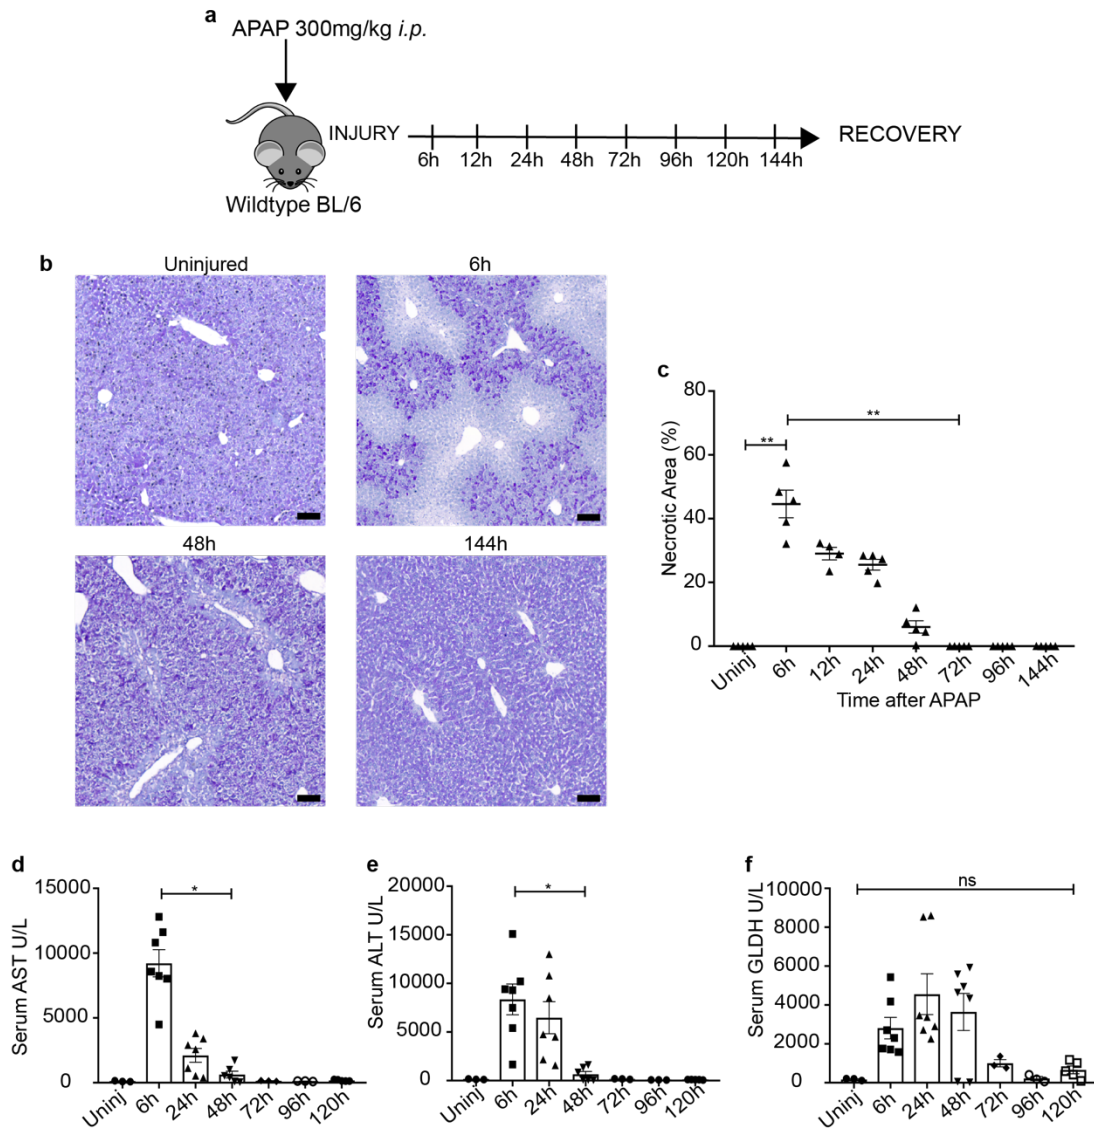 a
APAP 300mg/kg i.p.
INJURY
RECOVERY
6h 12h 24h 48h 72h 96h 120h 144h
Wildtype BL/6
b
Uninjured
6h
48h
144h
c
Necrotic Area (%)
80
60
40
20
0
**
**
Uninj 6h 12h 24h 48h 72h 96h 144h
Time after APAP
d
Serum AST U/L
15000
10000
5000
0
*
Uninj 6h 24h 48h 72h 96h 120h
e
Serum ALT U/L
20000
15000
10000
5000
0
*
Uninj 6h 24h 48h 72h 96h 120h
f
Serum GLDH U/L
10000
8000
6000
4000
2000
0
ns
Uninj 6h 24h 48h 72h 96h 120h